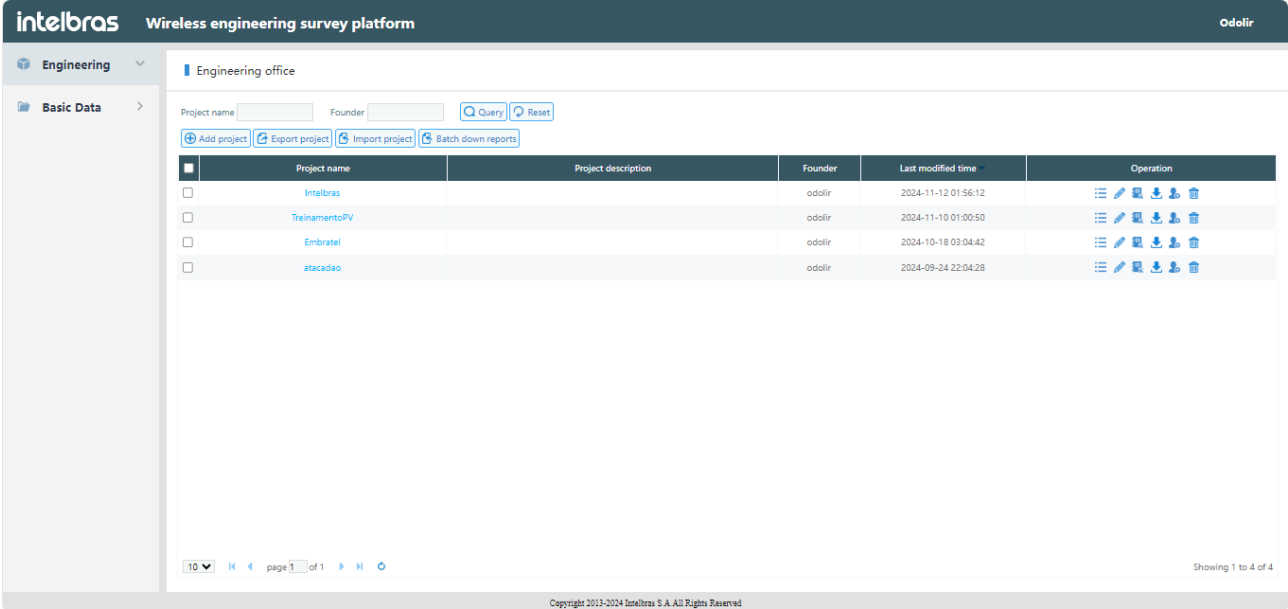 intelbras Wireless engineering survey platform Odolir
Engineering
Basic Data
Engineering office
Project name Founder Query Reset
Add project Export project Import project Batch down reports
Project name Project description Founder Last modified time Operation
Intelbras odolir 2024-11-12 01:56:12
TreinamentoPV odolir 2024-11-10 01:00:50
Embratel odolir 2024-10-18 03:04:42
atacadao odolir 2024-09-24 22:04:28
10 page 1 of 1 Showing 1 to 4 of 4
Copyright 2013-2024 Intelbras S.A.All Rights Reserved